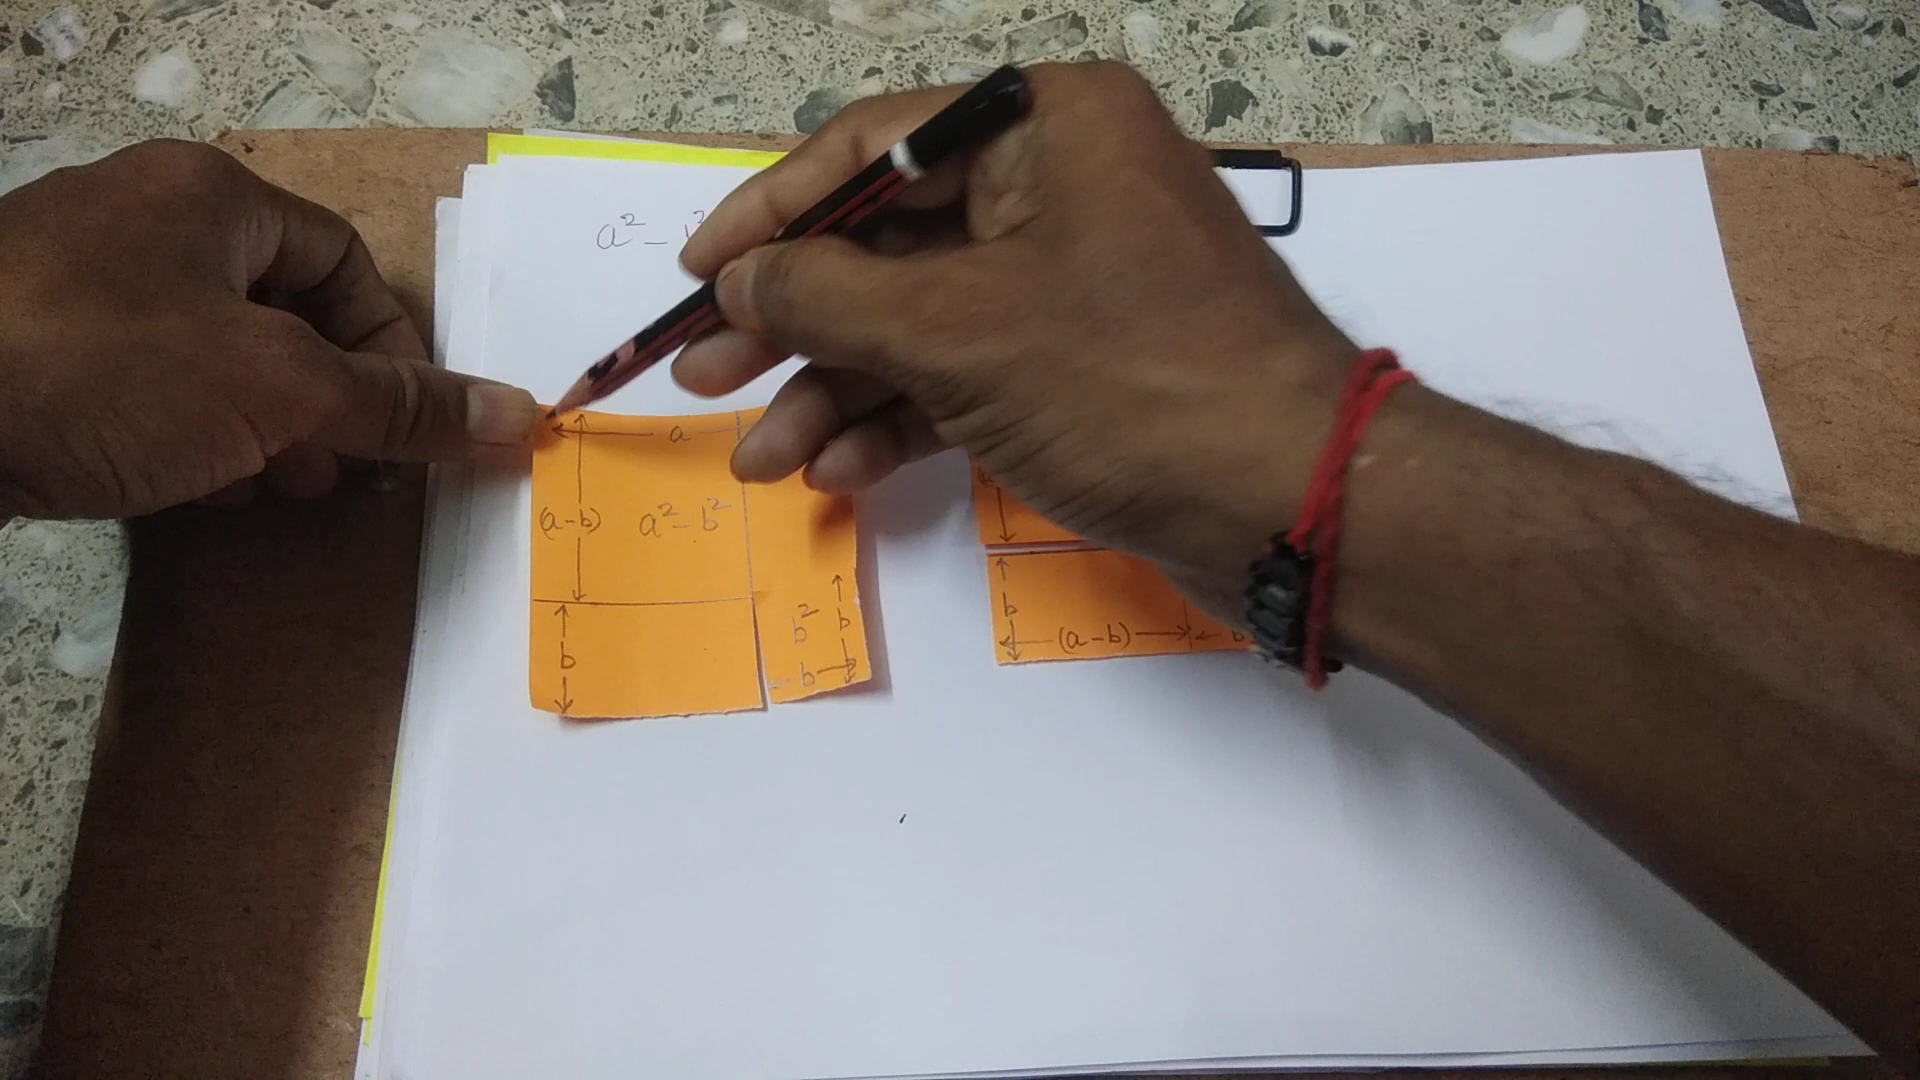 a² – b²
a
(a-b) a² – b²
b
b² b
b
b
(a-b) b